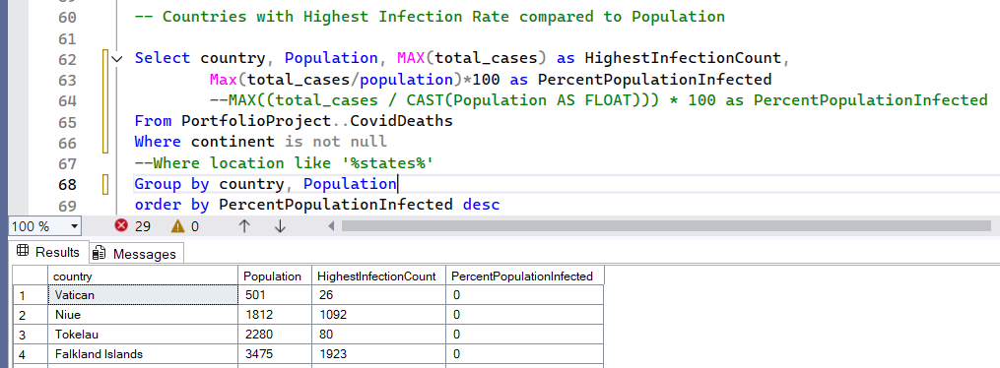 60 -- Countries with Highest Infection Rate compared to Population
61
62 Select country, Population, MAX(total_cases) as HighestInfectionCount,
63 Max(total_cases/population)*100 as PercentPopulationInfected
64 --MAX((total_cases / CAST(Population AS FLOAT))) * 100 as PercentPopulationInfected
65 From PortfolioProject..CovidDeaths
66 Where continent is not null
67 --Where location like '%states%'
68 Group by country, Population
69 order by PercentPopulationInfected desc
100 % 29 0
Results Messages
country Population HighestInfectionCount PercentPopulationInfected
1 Vatican 501 26 0
2 Niue 1812 1092 0
3 Tokelau 2280 80 0
4 Falkland Islands 3475 1923 0